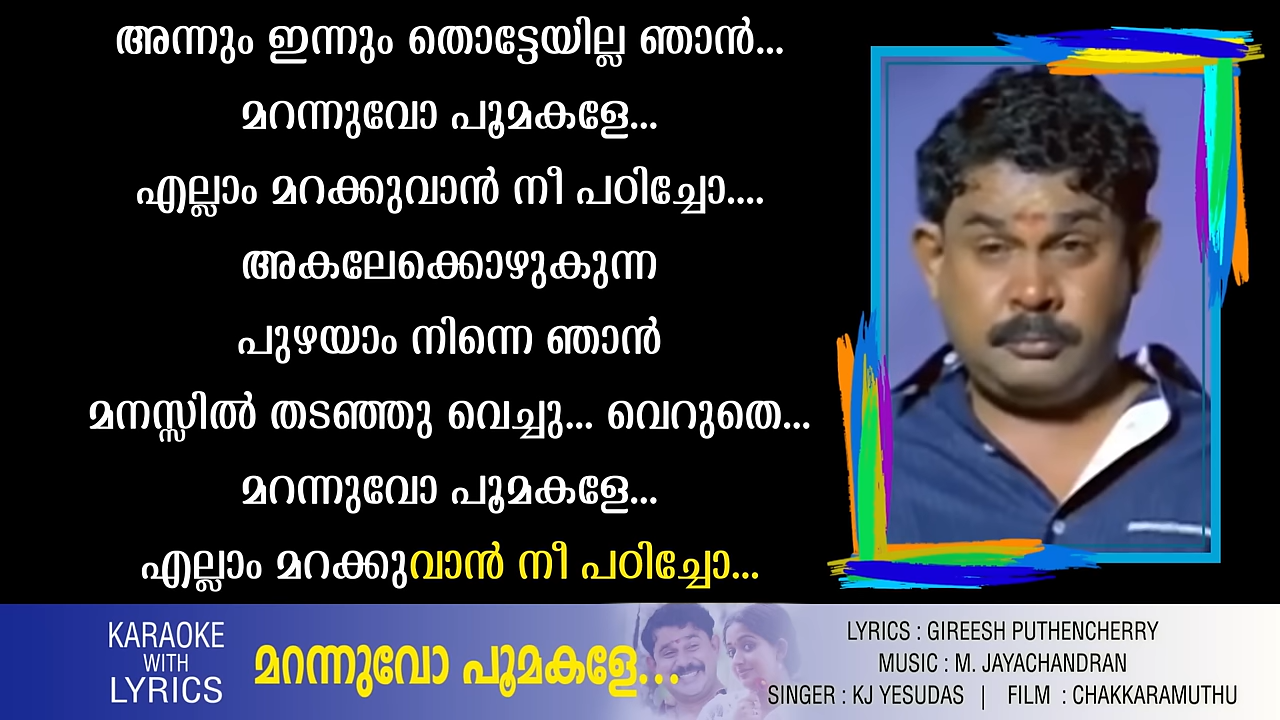 അന്നും ഇന്നും തൊട്ടേയില്ല ഞാൻ...
മറന്നുവോ പൂമകളേ...
എല്ലാം മറക്കുവാൻ നീ പഠിച്ചോ....
അകലേക്കൊഴുകുന്ന
പുഴയാം നിന്നെ ഞാൻ
മനസ്സിൽ തടഞ്ഞു വെച്ചു... വെറുതെ...
മറന്നുവോ പൂമകളേ...
എല്ലാം മറക്കുവാൻ നീ പഠിച്ചോ...
KARAOKE
WITH
LYRICS
മറന്നുവോ പൂമകളേ...
LYRICS : GIREESH PUTHENCHERRY
MUSIC : M. JAYACHANDRAN
SINGER : KJ YESUDAS | FILM : CHAKKARAMUTHU